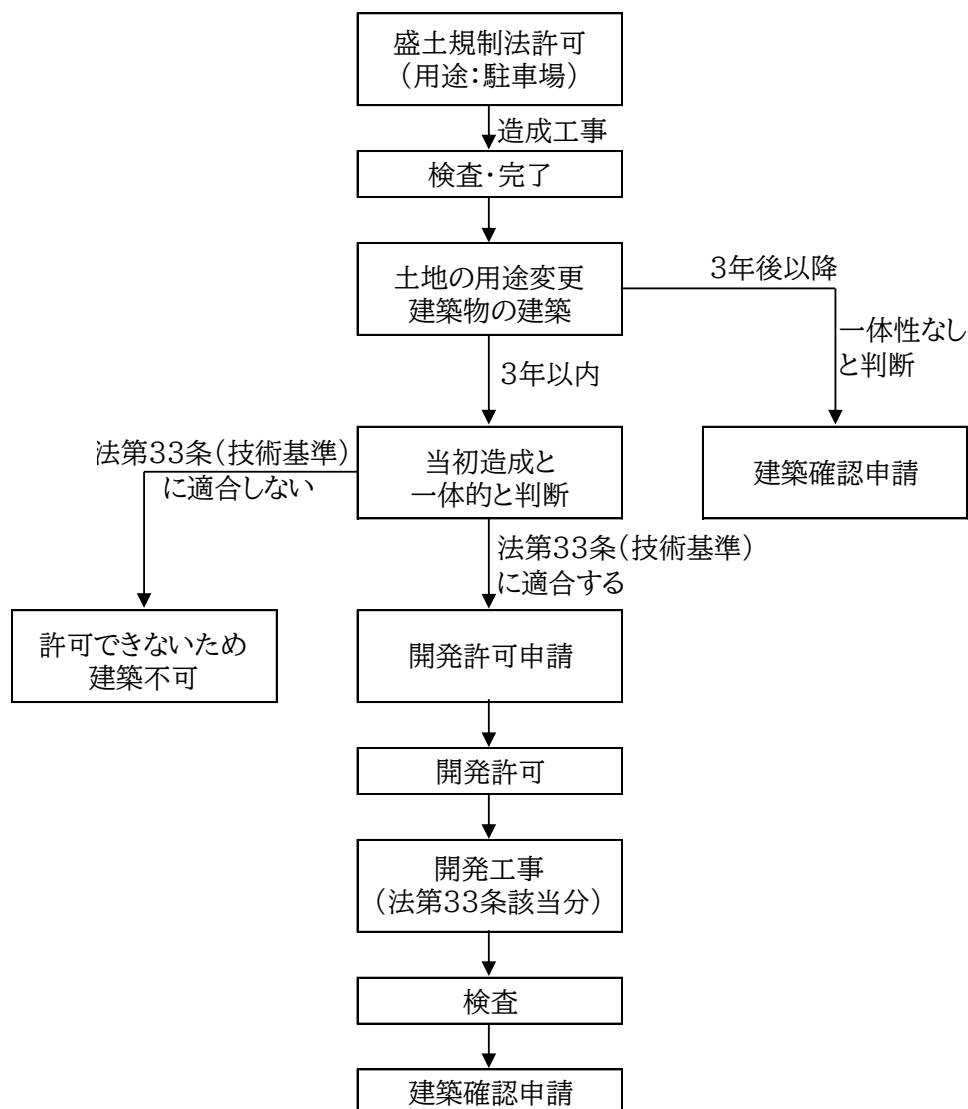 盛土規制法許可
（用途：駐車場）
造成工事
検査・完了
土地の用途変更
建築物の建築
3年後以降
一体性なし
と判断
3年以内
法第33条（技術基準）
に適合しない
当初造成と
一体的と判断
建築確認申請
法第33条（技術基準）
に適合する
許可できないため
建築不可
開発許可申請
開発許可
開発工事
（法第33条該当分）
検査
建築確認申請